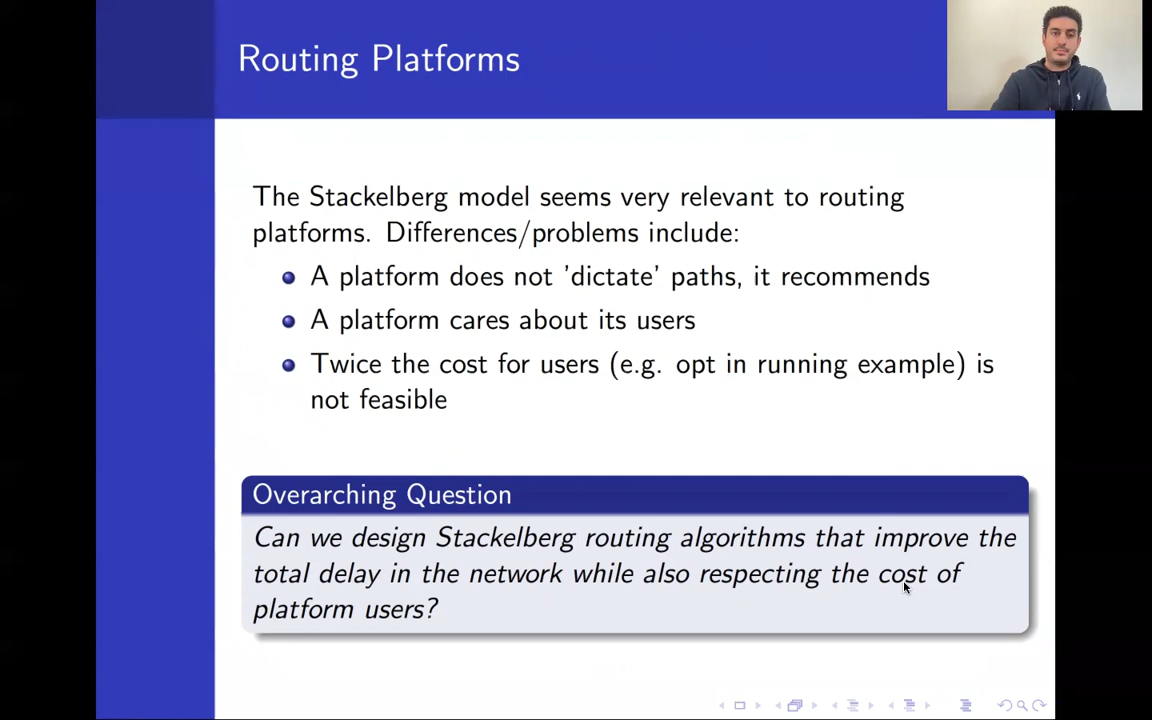 Routing Platforms
The Stackelberg model seems very relevant to routing
platforms. Differences/problems include:
A platform does not 'dictate' paths, it recommends
A platform cares about its users
Twice the cost for users (e.g. opt in running example) is
not feasible
Overarching Question
Can we design Stackelberg routing algorithms that improve the
total delay in the network while also respecting the cost of
platform users?